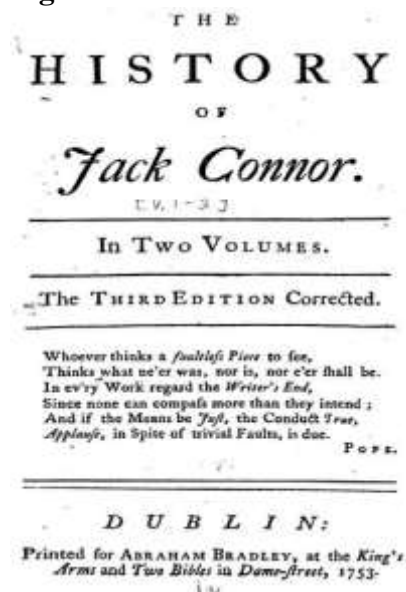 THE
HISTORY
OF
Jack Connor.
[V. 1-2]
In TWO VOLUMES.
The THIRD EDITION Corrected.
Whoever thinks a faultleſs Piece to ſee,
Thinks what ne'er was, nor is, nor e'er ſhall be.
In ev'ry Work regard the Writer's End,
Since none can compaſs more than they intend;
And if the Means be Juſt, the Conduct True,
Applauſe, in Spite of trivial Faults, is due.
POPE.
DUBLIN:
Printed for ABRAHAM BRADLEY, at the King's
Arms and Two Bibles in Dame-ſtreet, 1753.